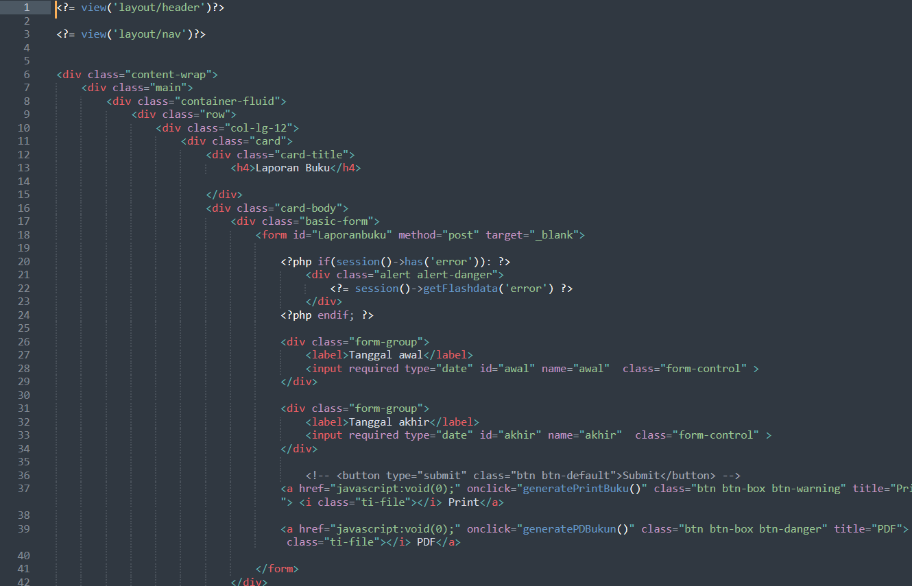 1 <?= view('layout/header')?>
2
3 <?= view('layout/nav')?>
4
5
6 <div class="content-wrap">
7 <div class="main">
8 <div class="container-fluid">
9 <div class="row">
10 <div class="col-lg-12">
11 <div class="card">
12 <div class="card-title">
13 <h4>Laporan Buku</h4>
14
15 </div>
16 <div class="card-body">
17 <div class="basic-form">
18 <form id="Laporanbuku" method="post" target="_blank">
19
20 <?php if(session()->has('error')): ?>
21 <div class="alert alert-danger">
22 <?= session()->getFlashdata('error') ?>
23 </div>
24 <?php endif; ?>
25
26 <div class="form-group">
27 <label>Tanggal awal</label>
28 <input required type="date" id="awal" name="awal"  class="form-control" >
29 </div>
30
31 <div class="form-group">
32 <label>Tanggal akhir</label>
33 <input required type="date" id="akhir" name="akhir"  class="form-control" >
34 </div>
35
36 <!-- <button type="submit" class="btn btn-default">Submit</button> -->
37 <a href="javascript:void(0);" onclick="generatePrintBuku()" class="btn btn-box btn-warning" title="Pri
"> <i class="ti-file"></i> Print</a>
38
39 <a href="javascript:void(0);" onclick="generatePDBukun()" class="btn btn-box btn-danger" title="PDF">
class="ti-file"></i> PDF</a>
40
41 </form>
42 </div>